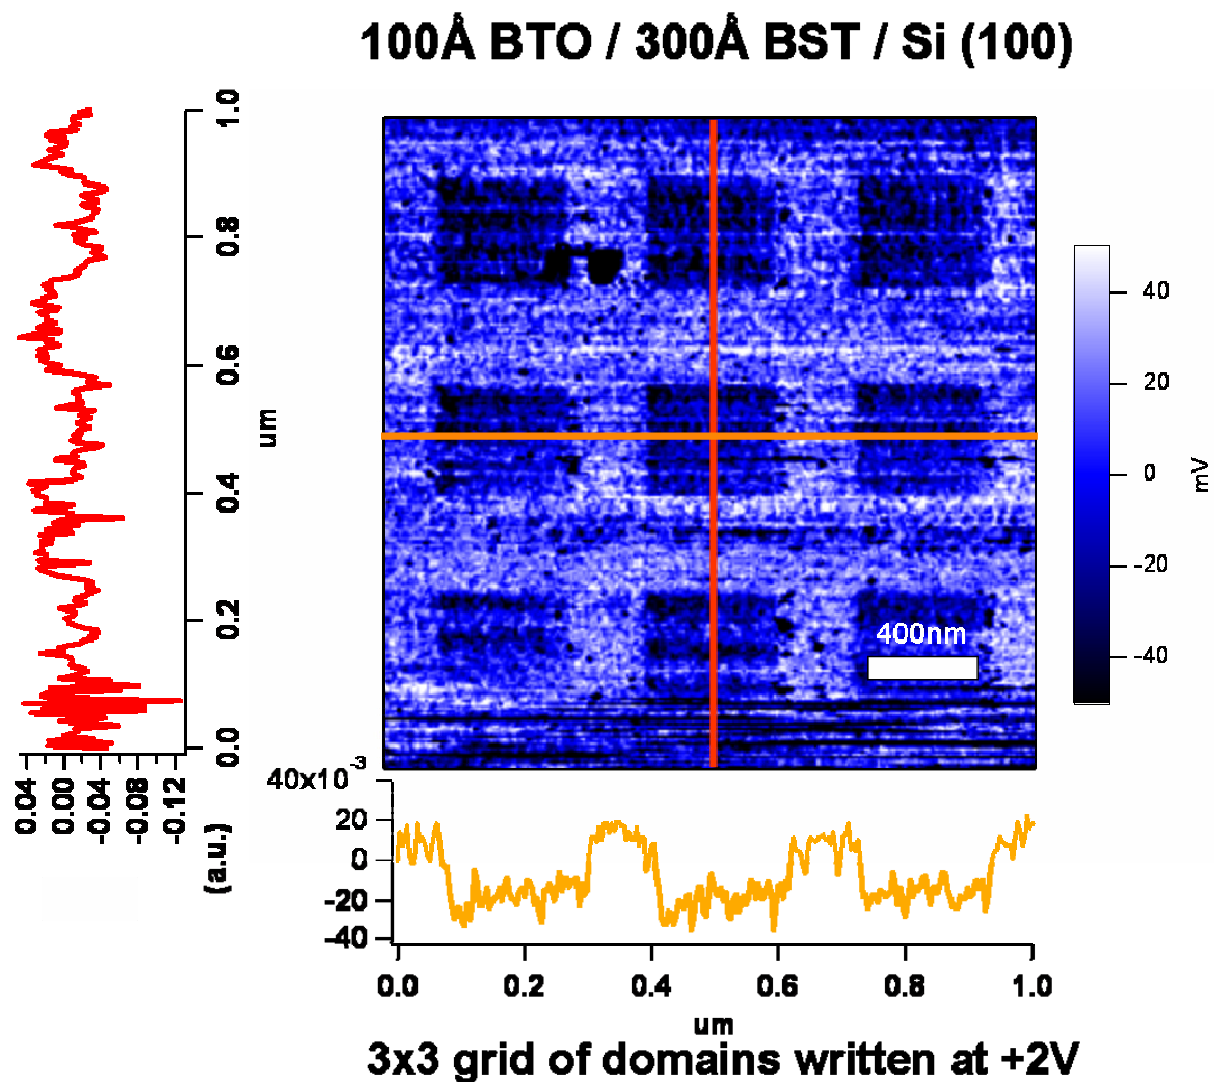 100Å BTO / 300Å BST / Si (100)
1.0
0.8
0.6
0.4
0.2
0.0
um
0.04
0.00
-0.04
-0.08
-0.12
(a.u.)
400nm
40
20
0
-20
-40
mV
40x10⁻³
20
0
-20
-40
0.0 0.2 0.4 0.6 0.8 1.0
um
3x3 grid of domains written at +2V